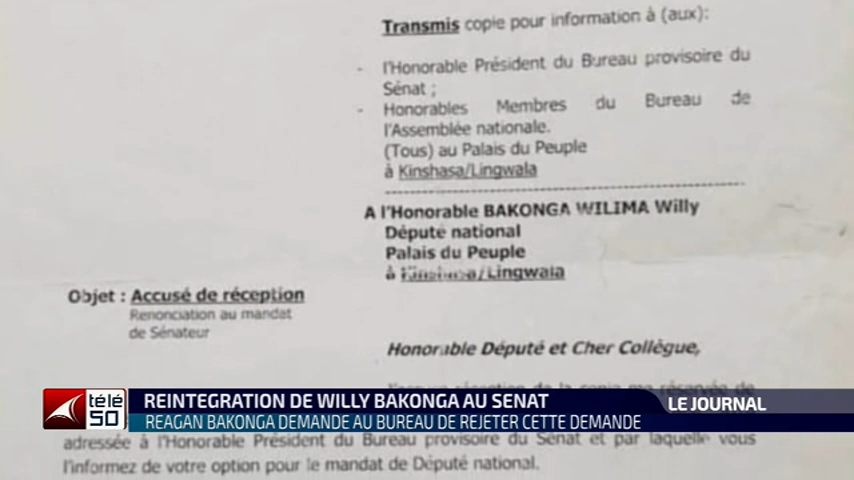 Transmis copie pour information à (aux):
- l'Honorable Président du Bureau provisoire du
Sénat ;
- Honorables Membres du Bureau de
l'Assemblée nationale.
(Tous) au Palais du Peuple
à Kinshasa/Lingwala
A l'Honorable BAKONGA WILIMA Willy
Député national
Palais du Peuple
à Kinshasa/Lingwala
Objet : Accusé de réception
Renonciation au mandat
de Sénateur
Honorable Député et Cher Collègue,
télé
50
REINTEGRATION DE WILLY BAKONGA AU SENAT
LE JOURNAL
REAGAN BAKONGA DEMANDE AU BUREAU DE REJETER CETTE DEMANDE
adressée à l'Honorable Président du Bureau provisoire du Sénat et par laquelle vous
l'informez de votre option pour le mandat de Député national.